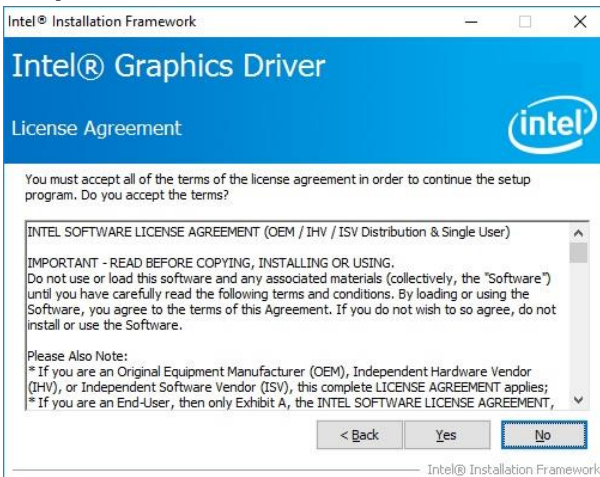 Intel® Installation Framework
Intel® Graphics Driver
License Agreement
intel
You must accept all of the terms of the license agreement in order to continue the setup
program. Do you accept the terms?
INTEL SOFTWARE LICENSE AGREEMENT (OEM / IHV / ISV Distribution & Single User)
IMPORTANT - READ BEFORE COPYING, INSTALLING OR USING.
Do not use or load this software and any associated materials (collectively, the "Software")
until you have carefully read the following terms and conditions. By loading or using the
Software, you agree to the terms of this Agreement. If you do not wish to so agree, do not
install or use the Software.
Please Also Note:
* If you are an Original Equipment Manufacturer (OEM), Independent Hardware Vendor
(IHV), or Independent Software Vendor (ISV), this complete LICENSE AGREEMENT applies;
* If you are an End-User, then only Exhibit A, the INTEL SOFTWARE LICENSE AGREEMENT,
< Back Yes No
Intel® Installation Framework